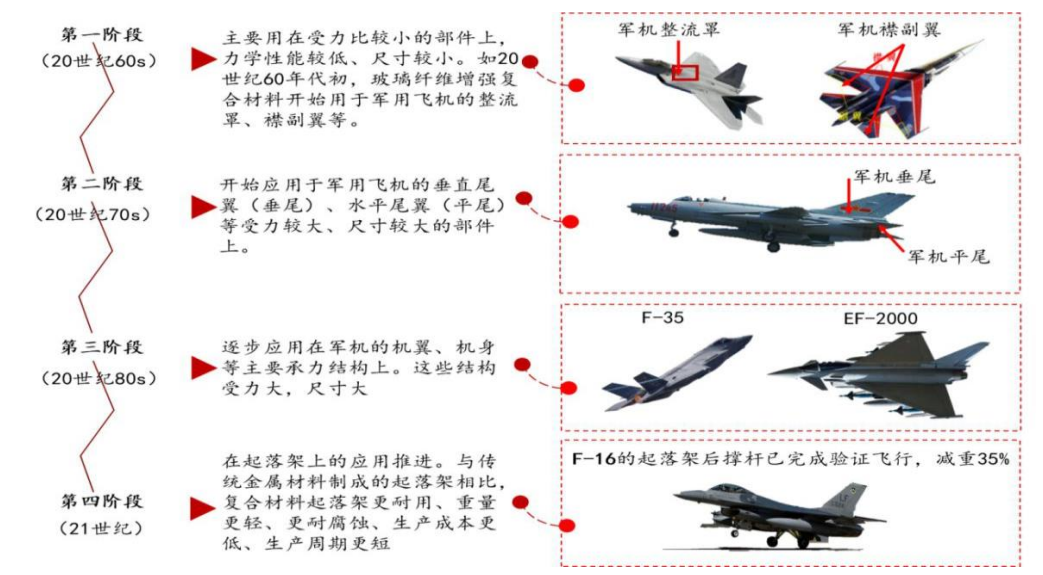 第一阶段
(20世纪60s)
主要用在受力比较小的部件上，
力学性能较低、尺寸较小。如20
世纪60年代初，玻璃纤维增强复
合材料开始用于军用飞机的整流
罩、襟副翼等。
军机整流罩
军机襟副翼
第二阶段
(20世纪70s)
开始应用于军用飞机的垂直尾
翼（垂尾）、水平尾翼（平尾）
等受力较大、尺寸较大的部件
上。
军机垂尾
军机平尾
第三阶段
(20世纪80s)
逐步应用在军机的机翼、机身
等主要承力结构上。这些结构
受力大，尺寸大
F-35
EF-2000
第四阶段
(21世纪)
在起落架上的应用推进。与传
统金属材料制成的起落架相比，
复合材料起落架更耐用、重量
更轻、更耐腐蚀、生产成本更
低、生产周期更短
F-16的起落架后撑杆已完成验证飞行，减重35%